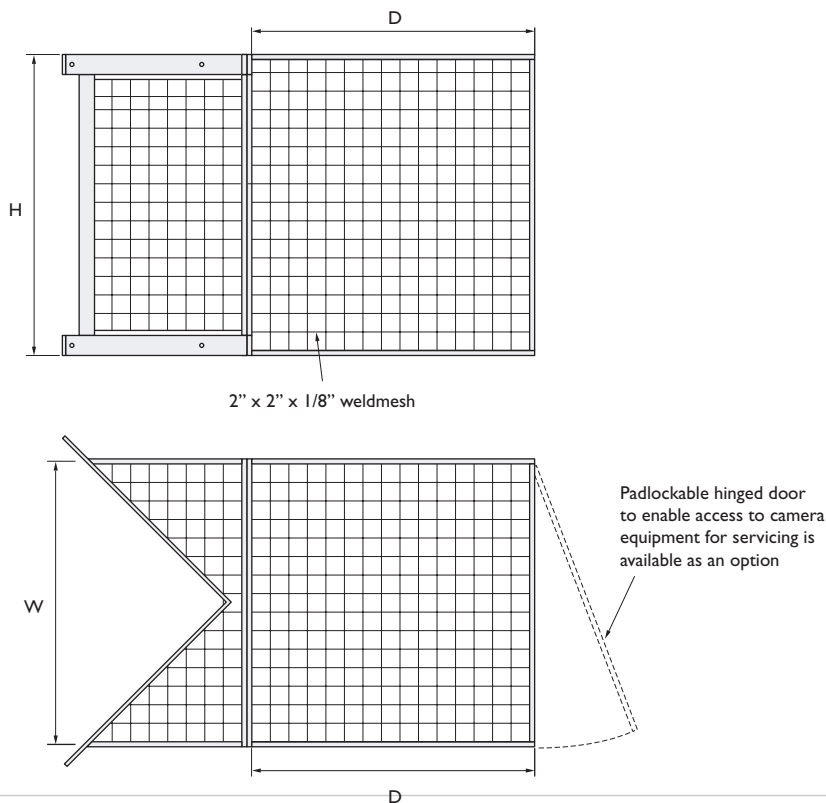 D
H
2” x 2” x 1/8” weldmesh
W
Padlockable hinged door
to enable access to camera
equipment for servicing is
available as an option
D